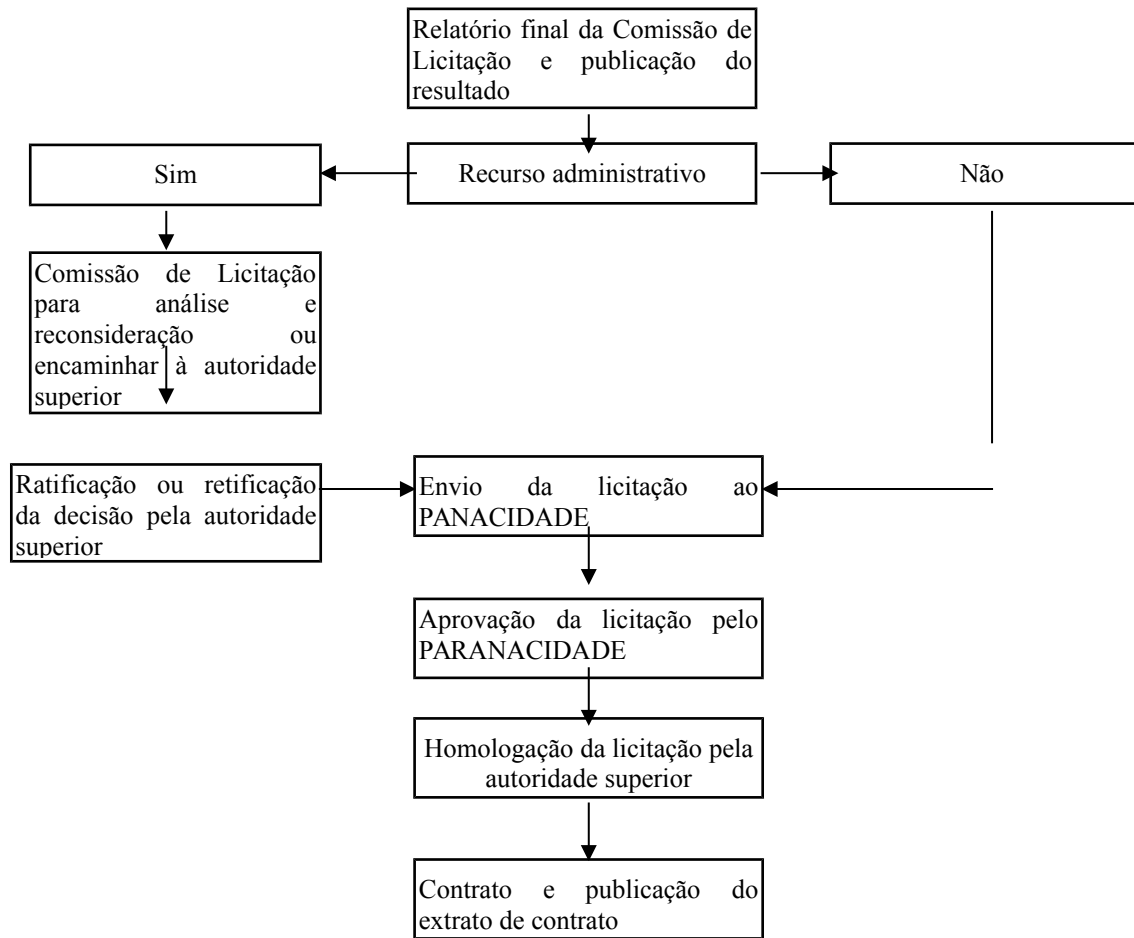 Relatório final da Comissão de
Licitação e publicação do
resultado
Sim
Recurso administrativo
Não
Comissão de Licitação
para análise e
reconsideração ou
encaminhar à autoridade
superior
Ratificação ou retificação
da decisão pela autoridade
superior
Envio da licitação ao
PANACIDADE
Aprovação da licitação pelo
PARANACIDADE
Homologação da licitação pela
autoridade superior
Contrato e publicação do
extrato de contrato